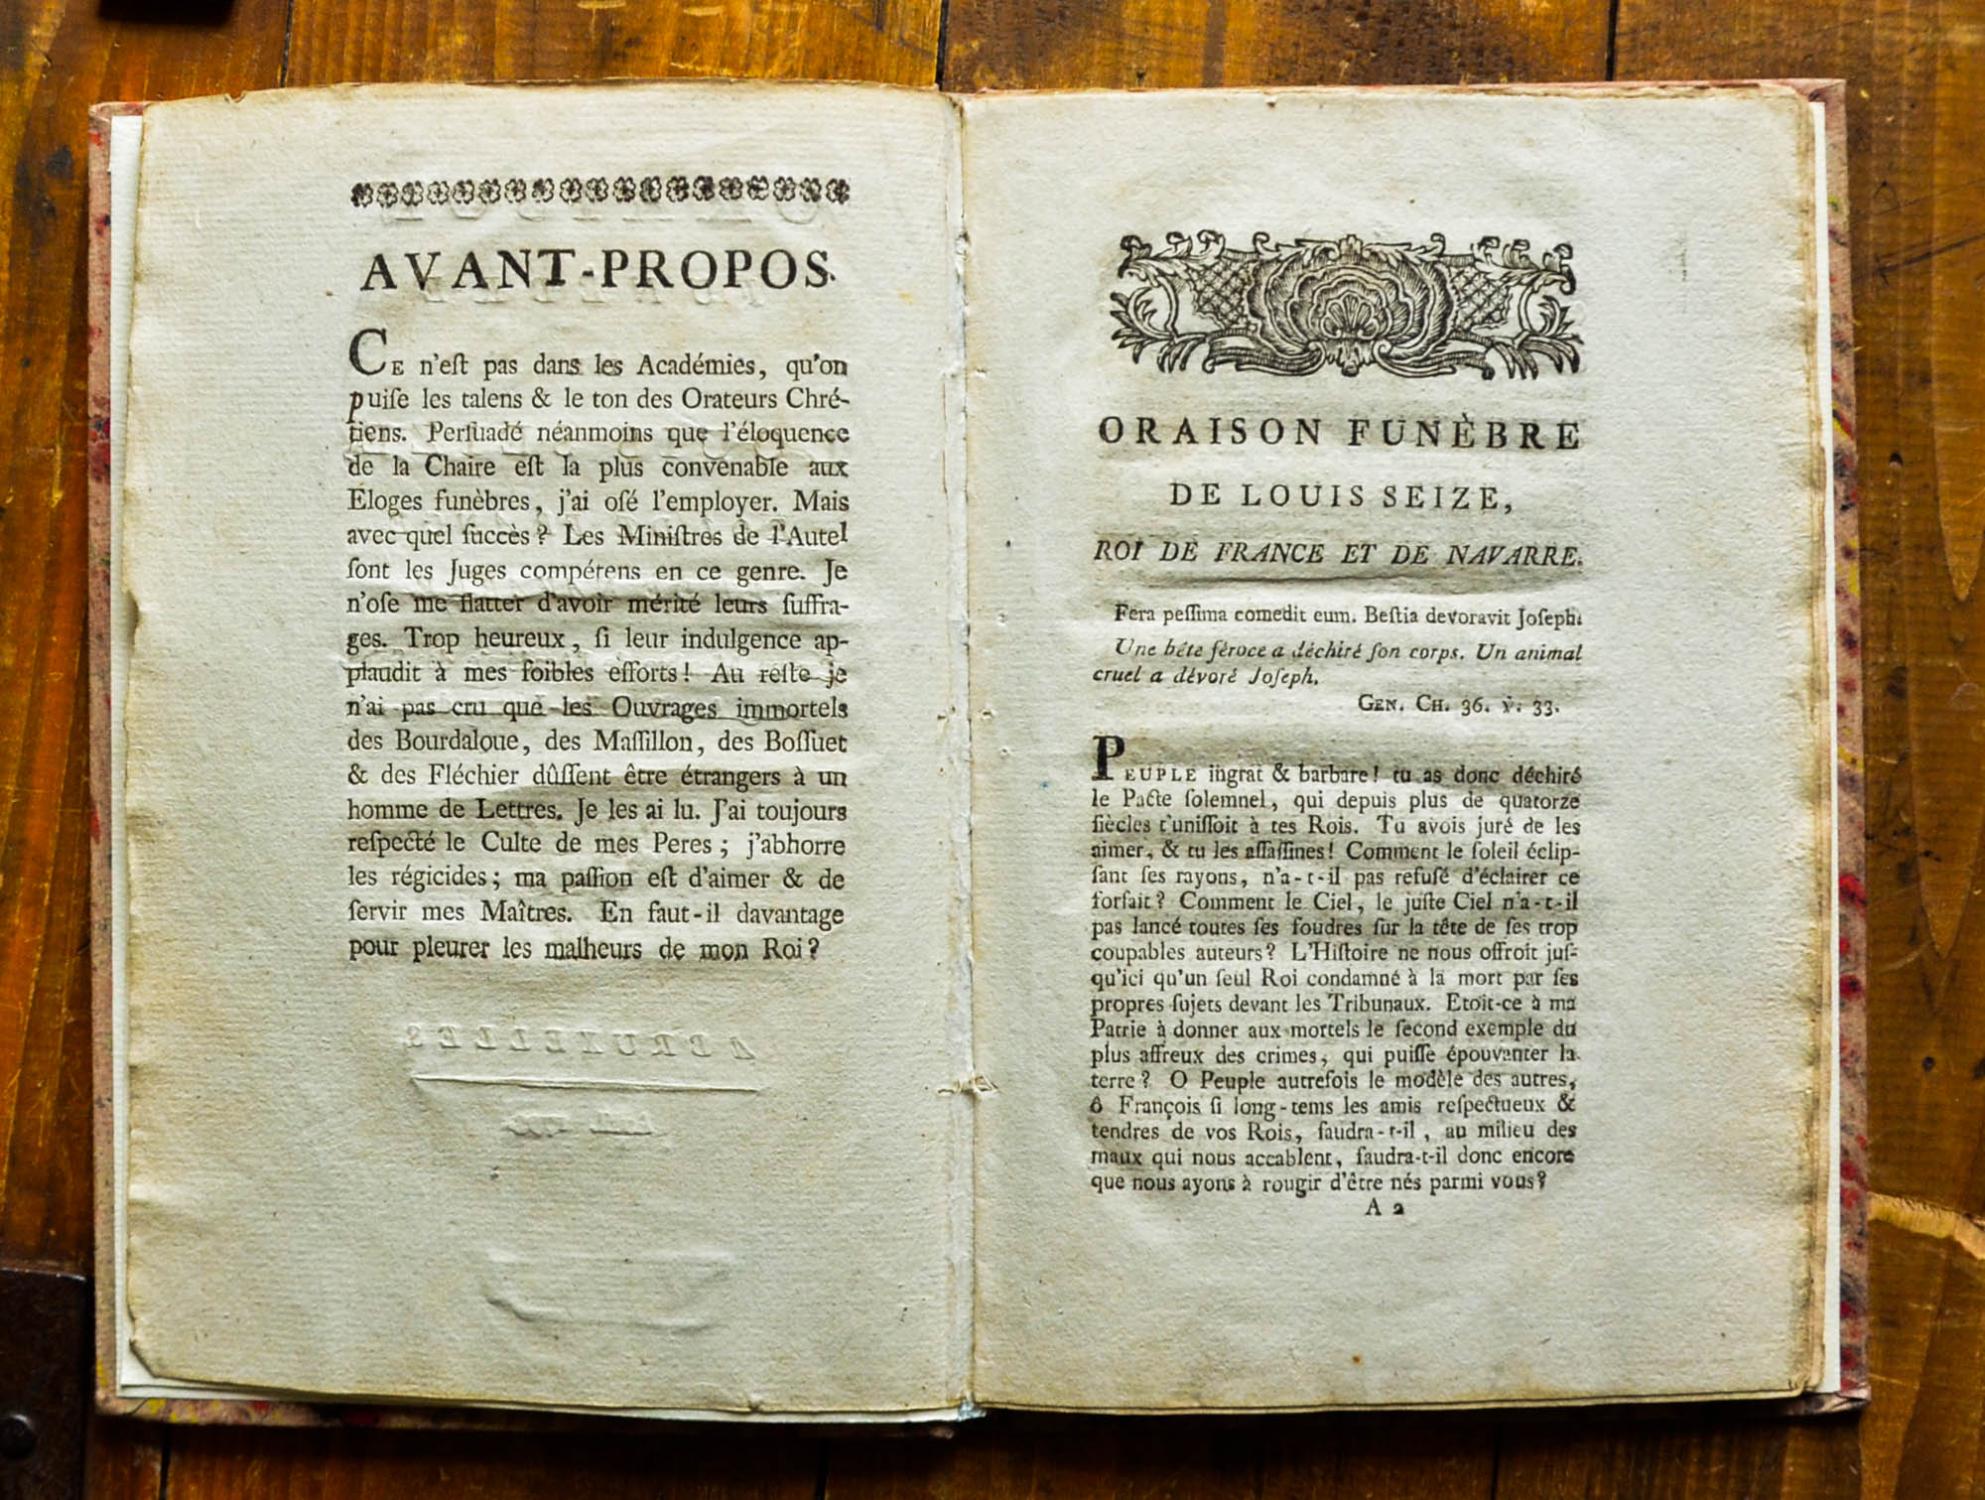 AVANT-PROPOS.
CE n'eſt pas dans les Académies, qu'on
puiſe les talens & le ton des Orateurs Chré-
tiens. Perſuadé néanmoins que l'éloquence
de la Chaire eſt la plus convenable aux
Eloges funèbres, j'ai oſé l'employer. Mais
avec quel ſuccès? Les Miniſtres de l'Autel
ſont les Juges compétens en ce genre. Je
n'oſe me flatter d'avoir mérité leurs ſuffra-
ges. Trop heureux, ſi leur indulgence ap-
plaudit à mes foibles efforts! Au reſte je
n'ai pas cru que les Ouvrages immortels
des Bourdaloue, des Maſſillon, des Boſſuet
& des Fléchier dûſſent être étrangers à un
homme de Lettres. Je les ai lu. J'ai toujours
reſpecté le Culte de mes Peres; j'abhorre
les régicides; ma paſſion eſt d'aimer & de
ſervir mes Maîtres. En faut-il davantage
pour pleurer les malheurs de mon Roi?
A BRUXELLES
ORAISON FUNÈBRE
DE LOUIS SEIZE,
ROI DE FRANCE ET DE NAVARRE.
Fera peſſima comedit eum. Beſtia devoravit Joſeph.
Une bête féroce a déchiré ſon corps. Un animal
cruel a dévoré Joſeph.
GEN. CH. 36. ỳ. 33.
PEUPLE ingrat & barbare! tu as donc déchiré
le Pacte ſolemnel, qui depuis plus de quatorze
ſiècles t'uniſſoit à tes Rois. Tu avois juré de les
aimer, & tu les aſſaſſines! Comment le ſoleil éclip-
ſant ſes rayons, n'a-t-il pas refuſé d'éclairer ce
forfait? Comment le Ciel, le juſte Ciel n'a-t-il
pas lancé toutes ſes foudres ſur la tête de ſes trop
coupables auteurs? L'Hiſtoire ne nous offroit juſ-
qu'ici qu'un ſeul Roi condamné à la mort par ſes
propres ſujets devant les Tribunaux. Etoit-ce à ma
Patrie à donner aux mortels le ſecond exemple du
plus affreux des crimes, qui puiſſe épouvanter la
terre? O Peuple autrefois le modèle des autres,
ô François ſi long-tems les amis reſpectueux &
tendres de vos Rois, faudra-t-il, au milieu des
maux qui nous accablent, faudra-t-il donc encore
que nous ayons à rougir d'être nés parmi vous?
A 2